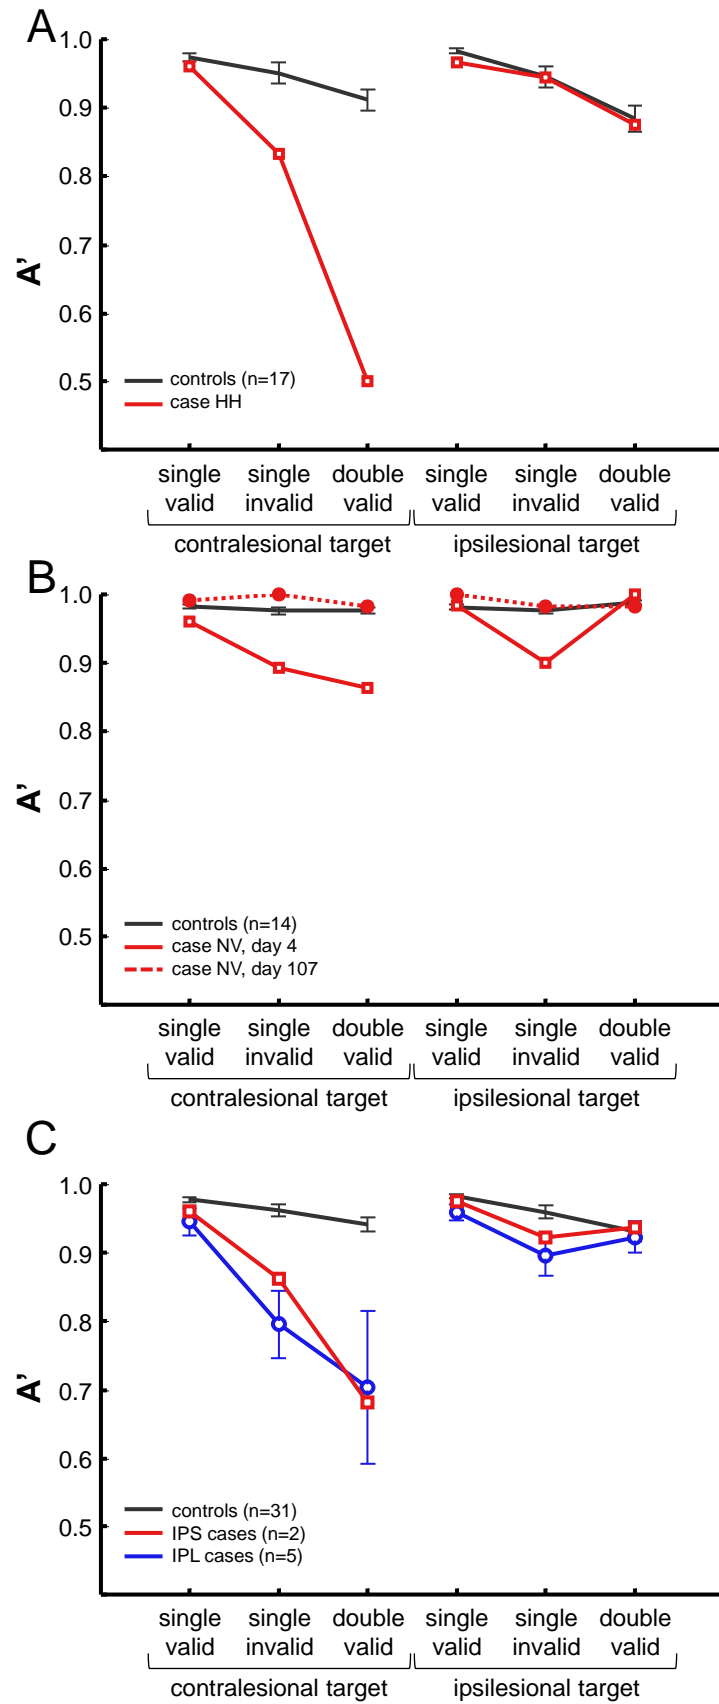 A
1.0
0.9
0.8
0.7
0.6
0.5
A'
controls (n=17)
case HH
single single double single single double
valid invalid valid valid invalid valid
contralesional target ipsilesional target
B
1.0
0.9
0.8
0.7
0.6
0.5
A'
controls (n=14)
case NV, day 4
case NV, day 107
single single double single single double
valid invalid valid valid invalid valid
contralesional target ipsilesional target
C
1.0
0.9
0.8
0.7
0.6
0.5
A'
controls (n=31)
IPS cases (n=2)
IPL cases (n=5)
single single double single single double
valid invalid valid valid invalid valid
contralesional target ipsilesional target